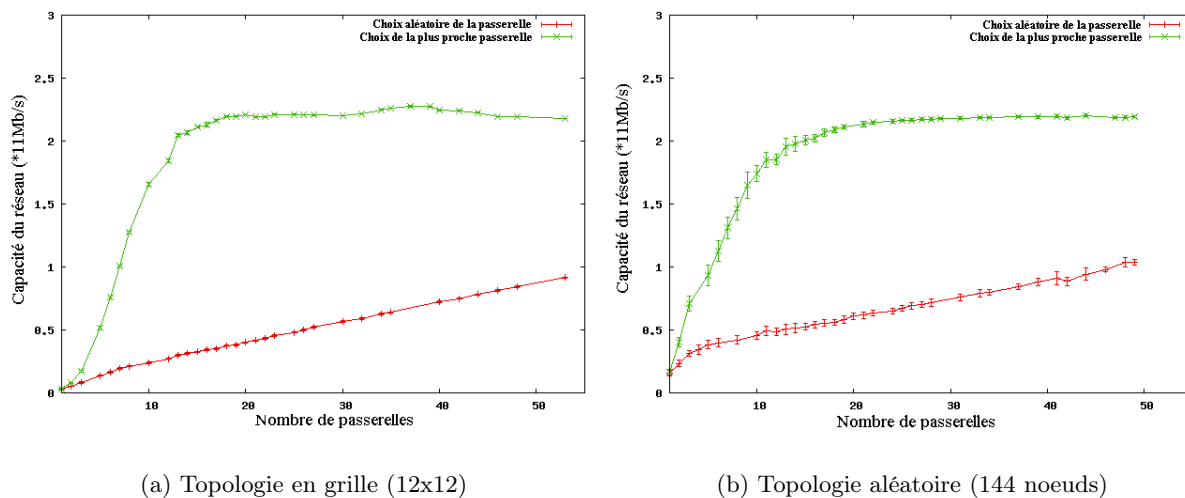 Choix aléatoire de la passerelle
Choix de la plus proche passerelle
Capacité du réseau (*11Mb/s)
3
2.5
2
1.5
1
0.5
0
10
20
30
40
50
Nombre de passerelles
(a) Topologie en grille (12x12)
Choix aléatoire de la passerelle
Choix de la plus proche passerelle
Capacité du réseau (*11Mb/s)
3
2.5
2
1.5
1
0.5
0
10
20
30
40
50
Nombre de passerelles
(b) Topologie aléatoire (144 noeuds)